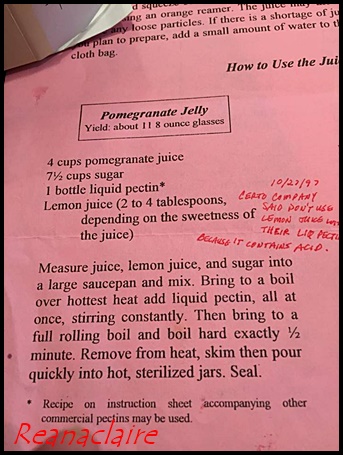 d squeeze
ing an orange reamer. The juice may
any loose particles. If there is a shortage of ju
you plan to prepare, add a small amount of water to th
cloth bag.
How to Use the Jui
Pomegranate Jelly
Yield: about 11 8 ounce glasses
4 cups pomegranate juice
7½ cups sugar
1 bottle liquid pectin*
Lemon juice (2 to 4 tablespoons,
depending on the sweetness of
the juice)
10/27/97
CERTO COMPANY
SAID DON'T USE
LEMON JUICE WITH
THEIR LIQ PECTIN
BECAUSE IT CONTAINS ACID.
Measure juice, lemon juice, and sugar into
a large saucepan and mix. Bring to a boil
over hottest heat add liquid pectin, all at
once, stirring constantly. Then bring to a
full rolling boil and boil hard exactly ½
minute. Remove from heat, skim then pour
quickly into hot, sterilized jars. Seal.
* Recipe on instruction sheet accompanying other
commercial pectins may be used.
Reanaclaire